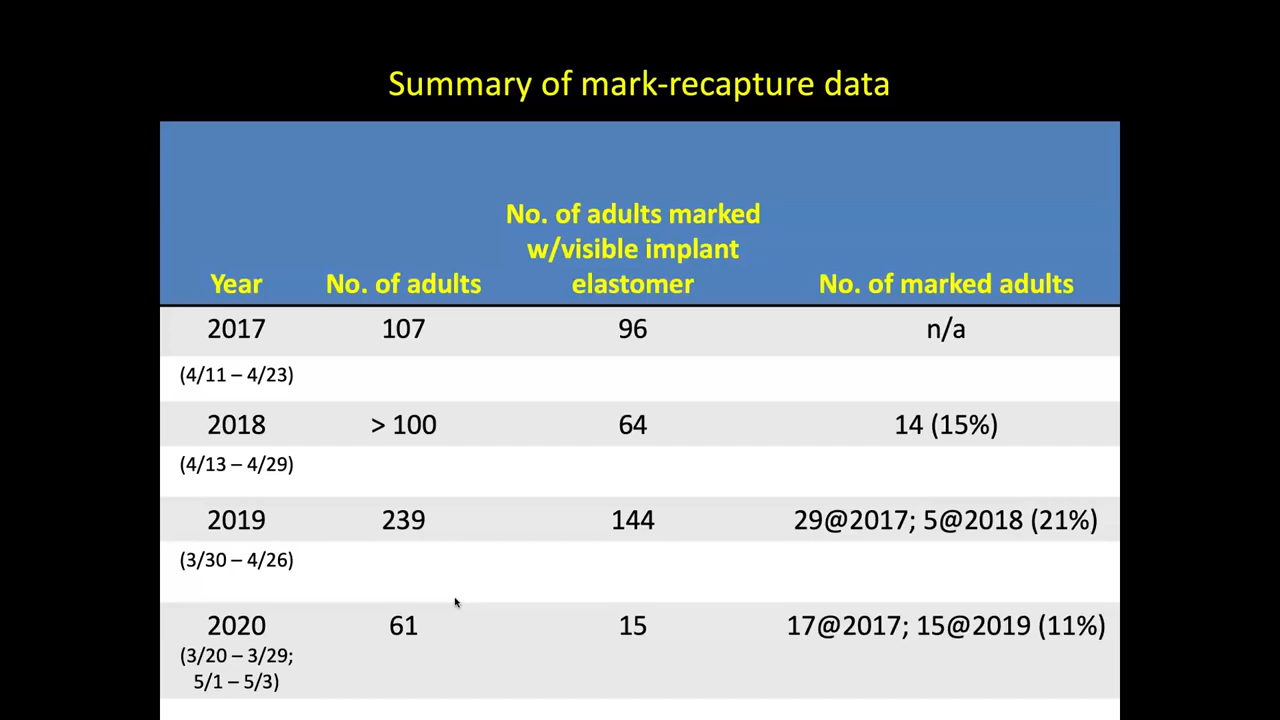 Summary of mark-recapture data
No. of adults marked
w/visible implant
Year No. of adults elastomer No. of marked adults
2017 107 96 n/a
(4/11 – 4/23)
2018 > 100 64 14 (15%)
(4/13 – 4/29)
2019 239 144 29@2017; 5@2018 (21%)
(3/30 – 4/26)
2020 61 15 17@2017; 15@2019 (11%)
(3/20 – 3/29;
5/1 – 5/3)